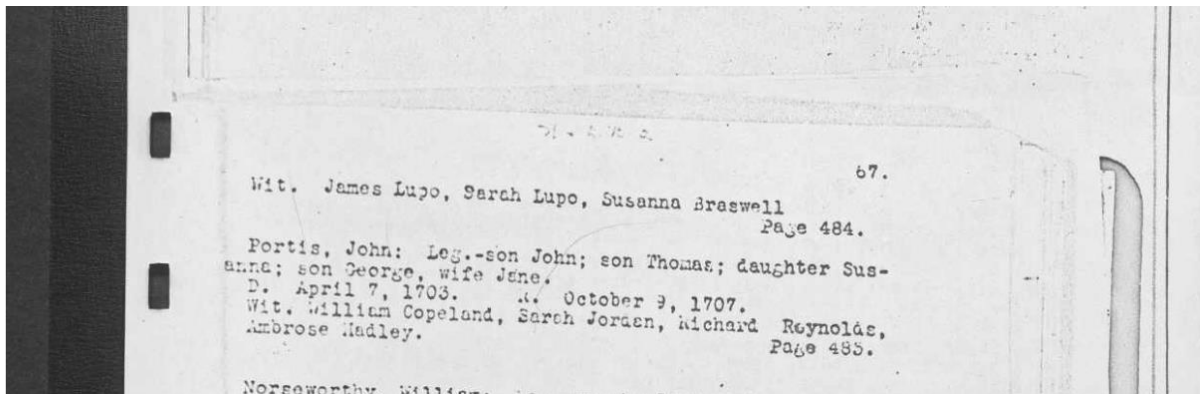 67.
Wit. James Lupo, Sarah Lupo, Susanna Braswell
Page 484.
Portis, John: Leg.-son John; son Thomas; daughter Sus-
anna; son George, wife Jane.
D. April 7, 1703. R. October 9, 1707.
Wit. William Copeland, Sarah Jordan, Richard Reynolds,
Ambrose Hadley.
Page 485.
Norseworthy, William: